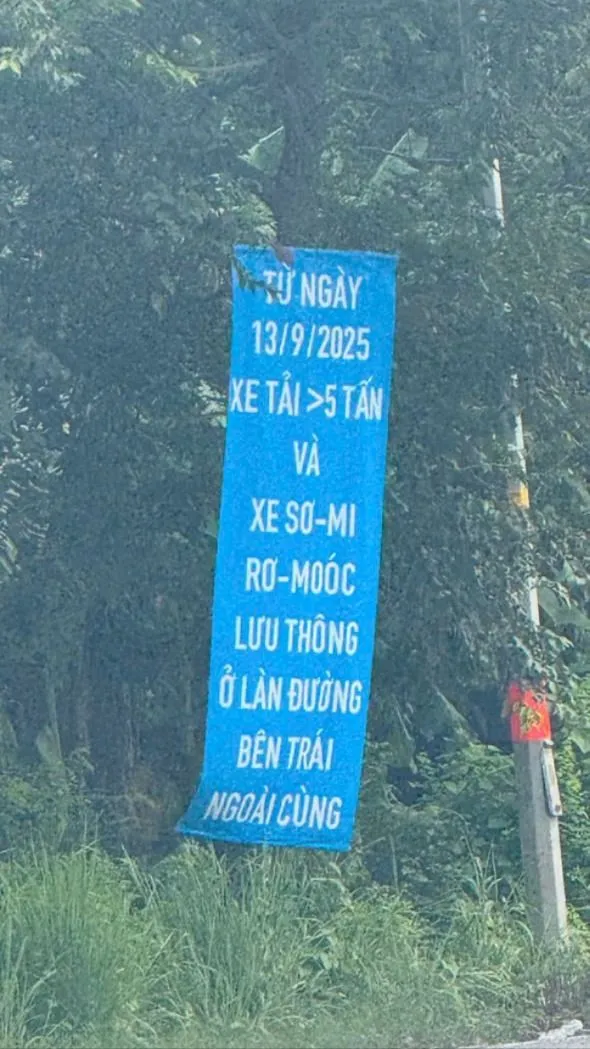 TỪ NGÀY
13/9/2025
XE TẢI >5 TẤN
VÀ
XE SƠ-MI
RƠ-MOÓC
LƯU THÔNG
Ở LÀN ĐƯỜNG
BÊN TRÁI
NGOÀI CÙNG